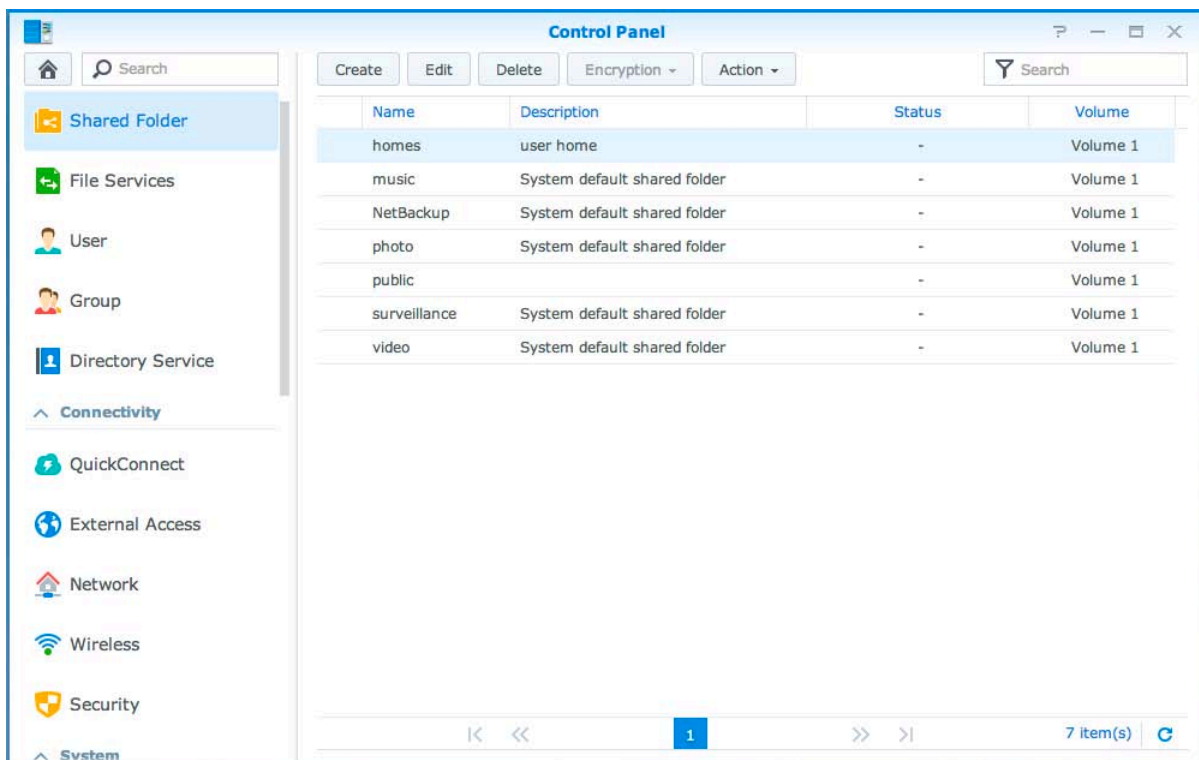 Control Panel
Search
Create Edit Delete Encryption Action Search
Shared Folder
File Services
User
Group
Directory Service
Connectivity
QuickConnect
External Access
Network
Wireless
Security
System
Name Description Status Volume
homes user home - Volume 1
music System default shared folder - Volume 1
NetBackup System default shared folder - Volume 1
photo System default shared folder - Volume 1
public - Volume 1
surveillance System default shared folder - Volume 1
video System default shared folder - Volume 1
1 7 item(s)